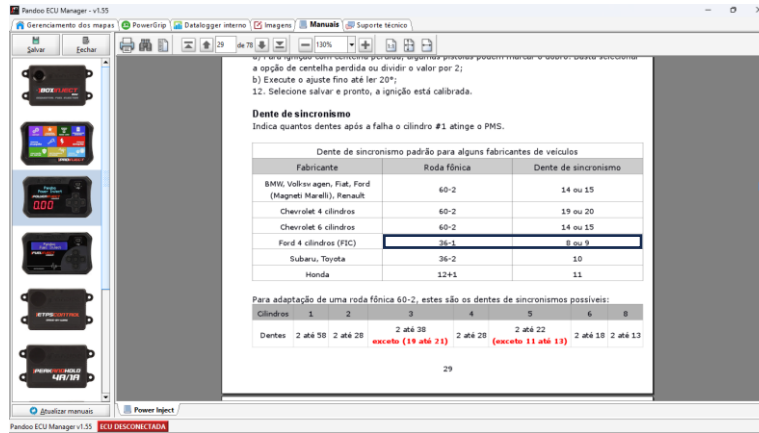 Pandoo ECU Manager - v1.55
Gerenciamento dos mapas
PowerGrip
Datalogger interno
Imagens
Manuais
Suporte técnico
Salvar
Fechar
29
de 78
130%
a opção de centelha perdida ou dividir o valor por 2;
b) Execute o ajuste fino até ler 20°;
12. Selecione salvar e pronto, a ignição está calibrada.
Dente de sincronismo
Indica quantos dentes após a falha o cilindro #1 atinge o PMS.
Dente de sincronismo padrão para alguns fabricantes de veículos
Fabricante Roda fônica Dente de sincronismo
BMW, Volkswagen, Fiat, Ford (Magneti Marelli), Renault 60-2 14 ou 15
Chevrolet 4 cilindros 60-2 19 ou 20
Chevrolet 6 cilindros 60-2 14 ou 15
Ford 4 cilindros (FIC) 36-1 8 ou 9
Subaru, Toyota 36-2 10
Honda 12+1 11
Para adaptação de uma roda fônica 60-2, estes são os dentes de sincronismos possíveis:
Cilindros 1 2 3 4 5 6 8
Dentes 2 até 58 2 até 28 2 até 38 exceto (19 até 21) 2 até 28 2 até 22 (exceto 11 até 13) 2 até 18 2 até 13
29
Atualizar manuais
Power Inject
Pandoo ECU Manager v1.55
ECU DESCONECTADA